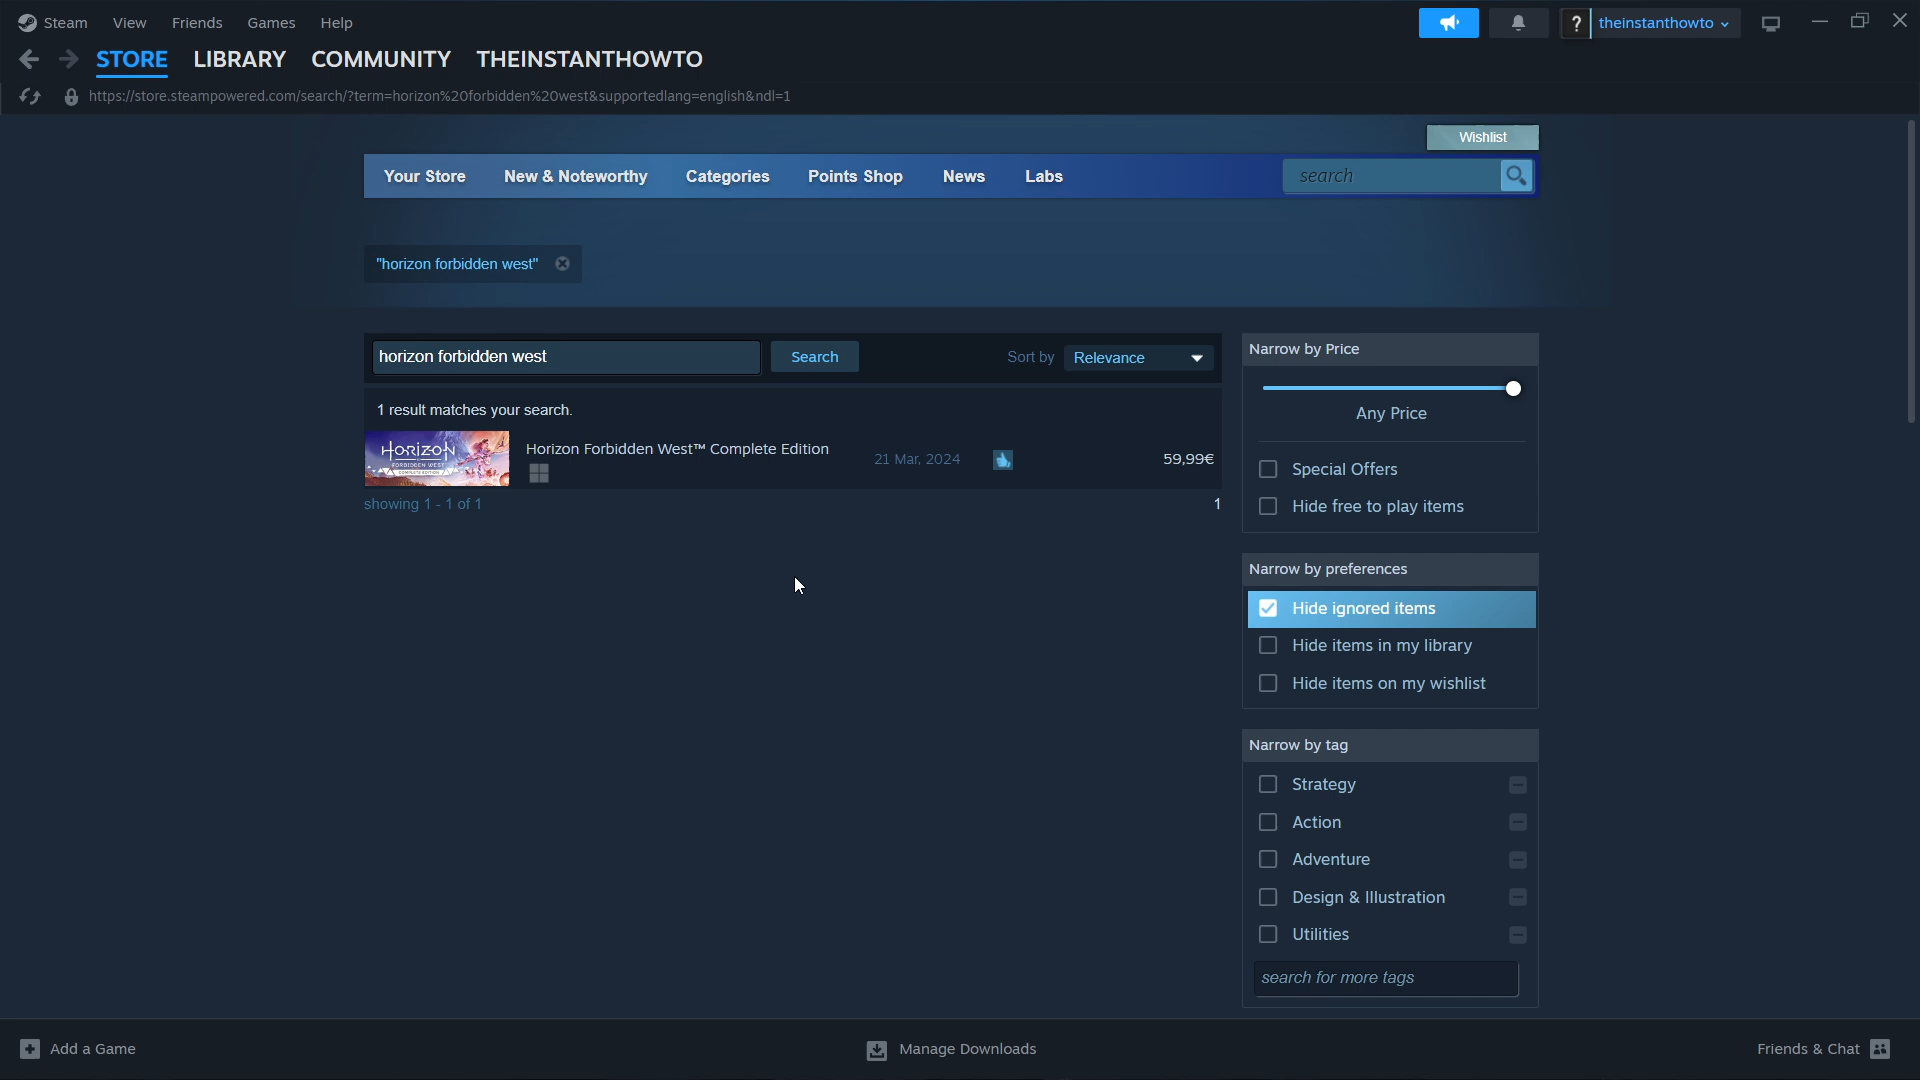 Steam View Friends Games Help
? theinstanthowto
STORE LIBRARY COMMUNITY THEINSTANTHOWTO
https://store.steampowered.com/search/?term=horizon%20forbidden%20west&supportedlang=english&ndl=1
Wishlist
Your Store New & Noteworthy Categories Points Shop News Labs search
"horizon forbidden west"
horizon forbidden west Search Sort by Relevance
1 result matches your search.
HORIZON
FORBIDDEN WEST
COMPLETE EDITION
Horizon Forbidden West™ Complete Edition
21 Mar, 2024
59,99€
showing 1 - 1 of 1
1
Narrow by Price
Any Price
Special Offers
Hide free to play items
Narrow by preferences
Hide ignored items
Hide items in my library
Hide items on my wishlist
Narrow by tag
Strategy
Action
Adventure
Design & Illustration
Utilities
search for more tags
Add a Game Manage Downloads Friends & Chat